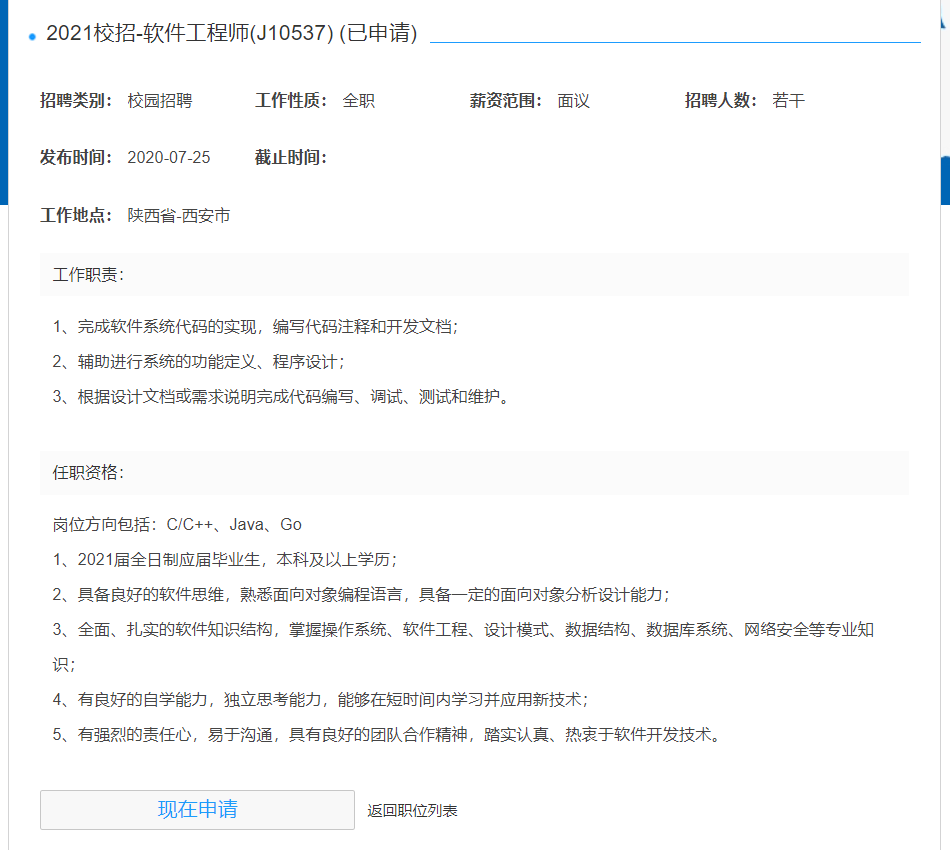 2021校招-软件工程师(J10537) (已申请)
招聘类别： 校园招聘 工作性质： 全职 薪资范围： 面议 招聘人数： 若干
发布时间： 2020-07-25 截止时间：
工作地点： 陕西省-西安市
工作职责：
1、完成软件系统代码的实现，编写代码注释和开发文档；
2、辅助进行系统的功能定义、程序设计；
3、根据设计文档或需求说明完成代码编写、调试、测试和维护。
任职资格：
岗位方向包括：C/C++、Java、Go
1、2021届全日制应届毕业生，本科及以上学历；
2、具备良好的软件思维，熟悉面向对象编程语言，具备一定的面向对象分析设计能力；
3、全面、扎实的软件知识结构，掌握操作系统、软件工程、设计模式、数据结构、数据库系统、网络安全等专业知
识；
4、有良好的自学能力，独立思考能力，能够在短时间内学习并应用新技术；
5、有强烈的责任心，易于沟通，具有良好的团队合作精神，踏实认真、热衷于软件开发技术。
现在申请 返回职位列表